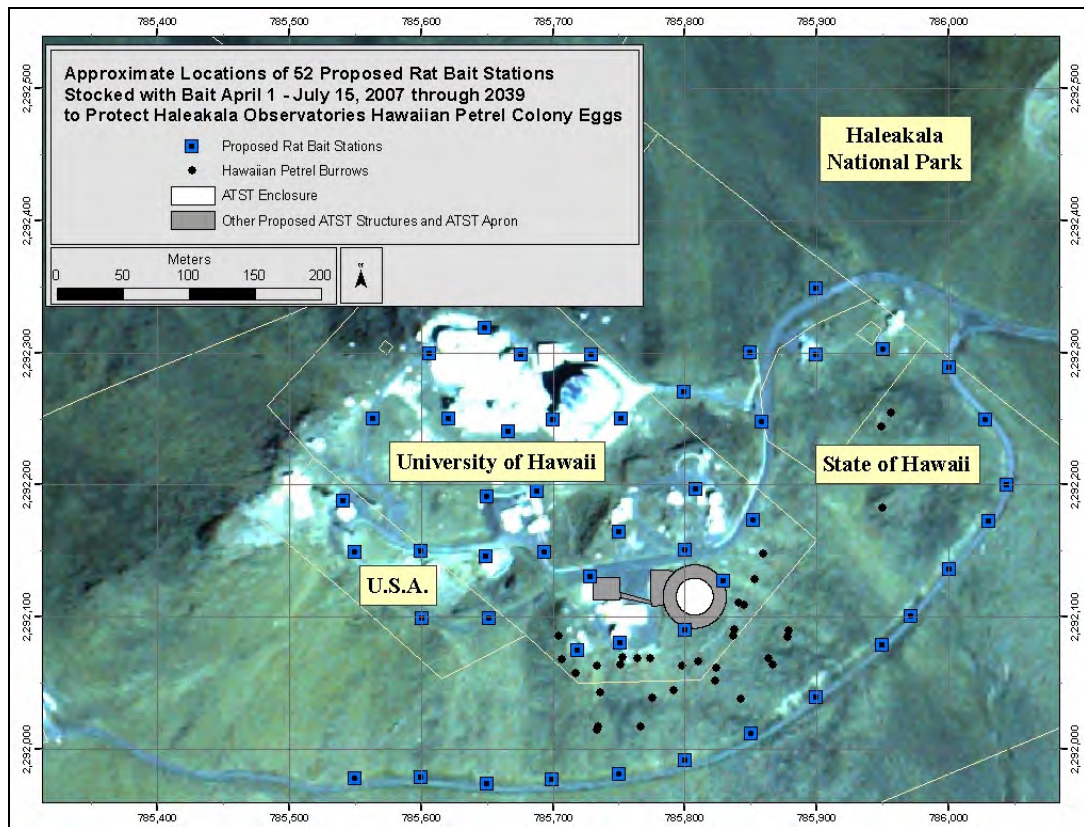 785,400
785,500
785,600
785,700
785,800
785,900
786,000
2,292,500
2,292,400
2,292,300
2,292,200
2,292,100
2,292,000
Approximate Locations of 52 Proposed Rat Bait Stations
Stocked with Bait April 1 - July 15, 2007 through 2039
to Protect Haleakala Observatories Hawaiian Petrel Colony Eggs
Proposed Rat Bait Stations
Hawaiian Petrel Burrows
ATST Enclosure
Other Proposed ATST Structures and ATST Apron
Meters
0 50 100 150 200
Haleakala
National Park
University of Hawaii
State of Hawaii
U.S.A.
2,292,500
2,292,400
2,292,300
2,292,200
2,292,100
2,292,000
785,400
785,500
785,600
785,700
785,800
785,900
786,000